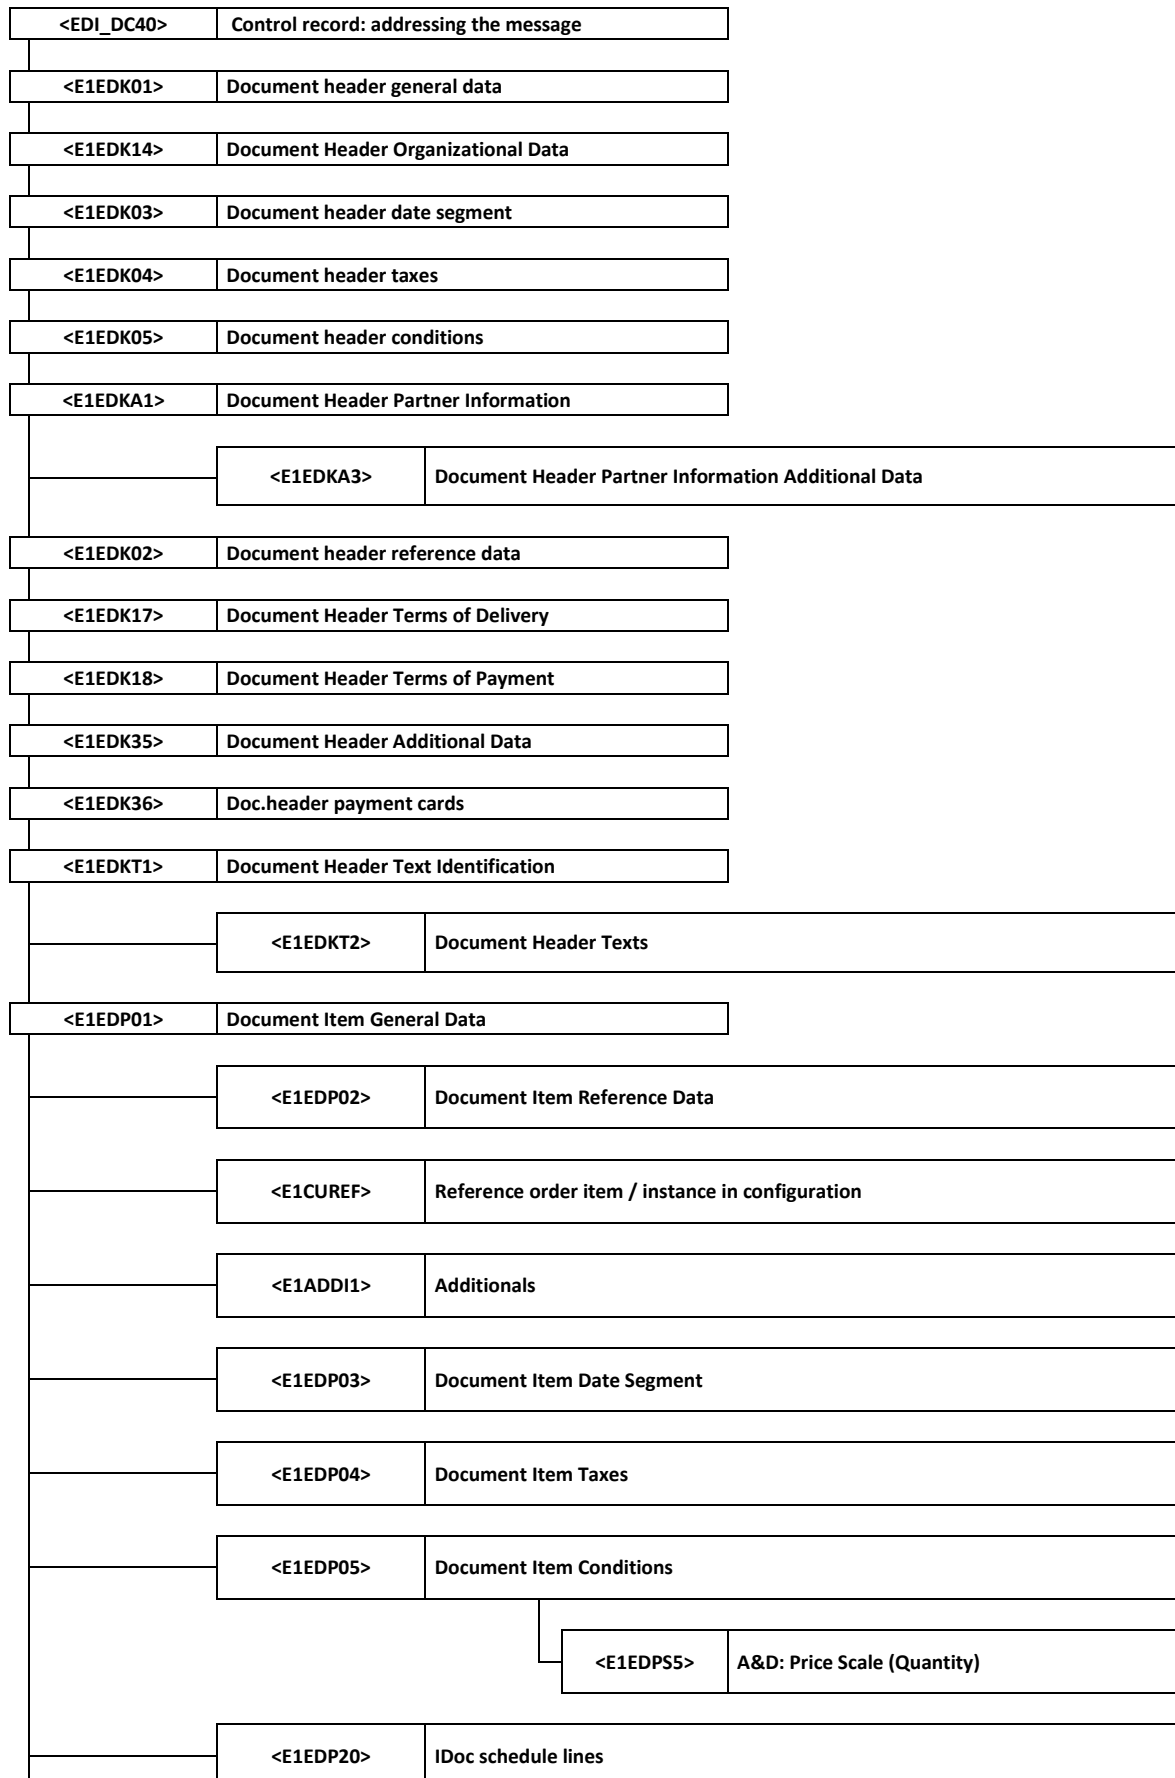 <EDI_DC40> Control record: addressing the message
<E1EDK01> Document header general data
<E1EDK14> Document Header Organizational Data
<E1EDK03> Document header date segment
<E1EDK04> Document header taxes
<E1EDK05> Document header conditions
<E1EDKA1> Document Header Partner Information
<E1EDKA3> Document Header Partner Information Additional Data
<E1EDK02> Document header reference data
<E1EDK17> Document Header Terms of Delivery
<E1EDK18> Document Header Terms of Payment
<E1EDK35> Document Header Additional Data
<E1EDK36> Doc.header payment cards
<E1EDKT1> Document Header Text Identification
<E1EDKT2> Document Header Texts
<E1EDP01> Document Item General Data
<E1EDP02> Document Item Reference Data
<E1CUREF> Reference order item / instance in configuration
<E1ADDI1> Additionals
<E1EDP03> Document Item Date Segment
<E1EDP04> Document Item Taxes
<E1EDP05> Document Item Conditions
<E1EDPS5> A&D: Price Scale (Quantity)
<E1EDP20> IDoc schedule lines